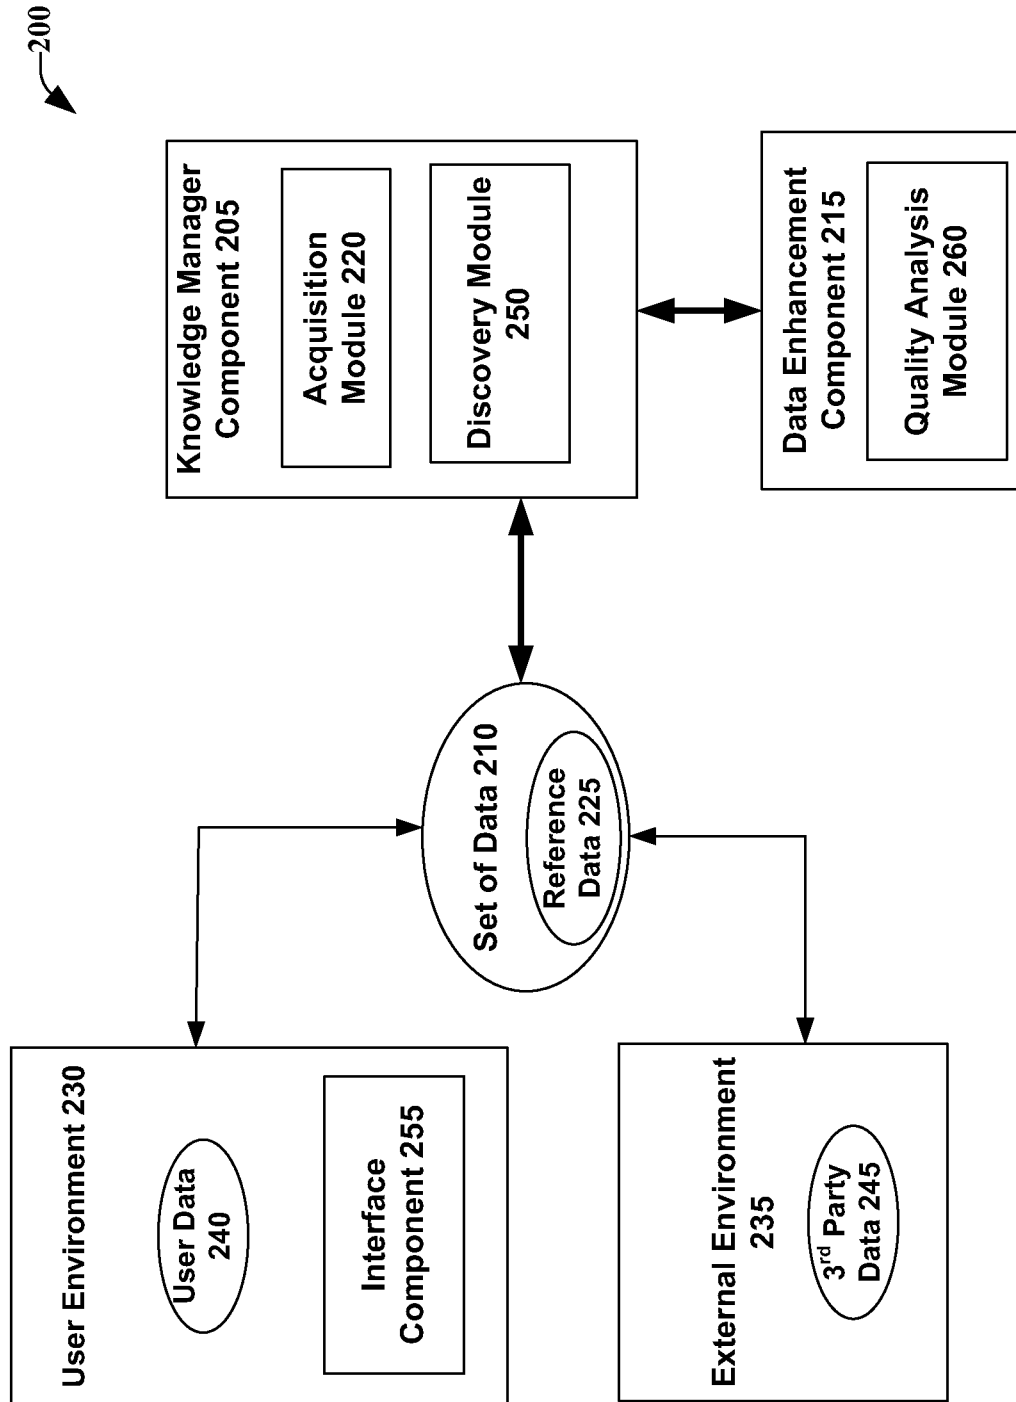 200
User Environment 230
User Data
240
Interface
Component 255
External Environment
235
3rd Party
Data 245
Set of Data 210
Reference
Data 225
Knowledge Manager
Component 205
Acquisition
Module 220
Discovery Module
250
Data Enhancement
Component 215
Quality Analysis
Module 260